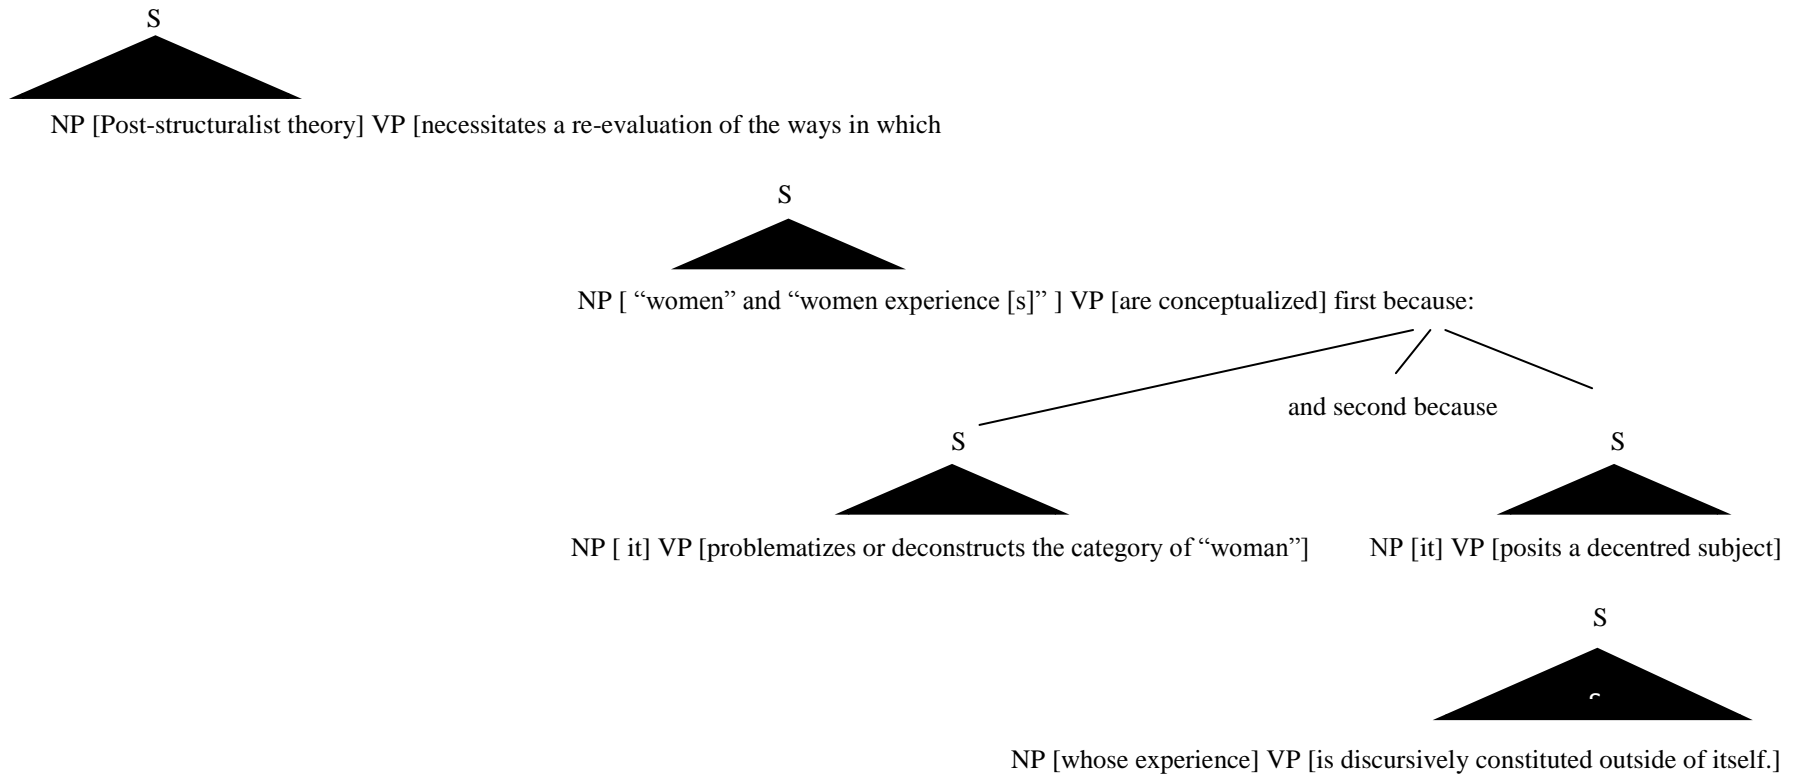 S
NP [Post-structuralist theory] VP [necessitates a re-evaluation of the ways in which
S
NP [ “women” and “women experience [s]” ] VP [are conceptualized] first because:
and second because
S S
NP [ it] VP [problematizes or deconstructs the category of “woman”] NP [it] VP [posits a decentred subject]
S
NP [whose experience] VP [is discursively constituted outside of itself.]